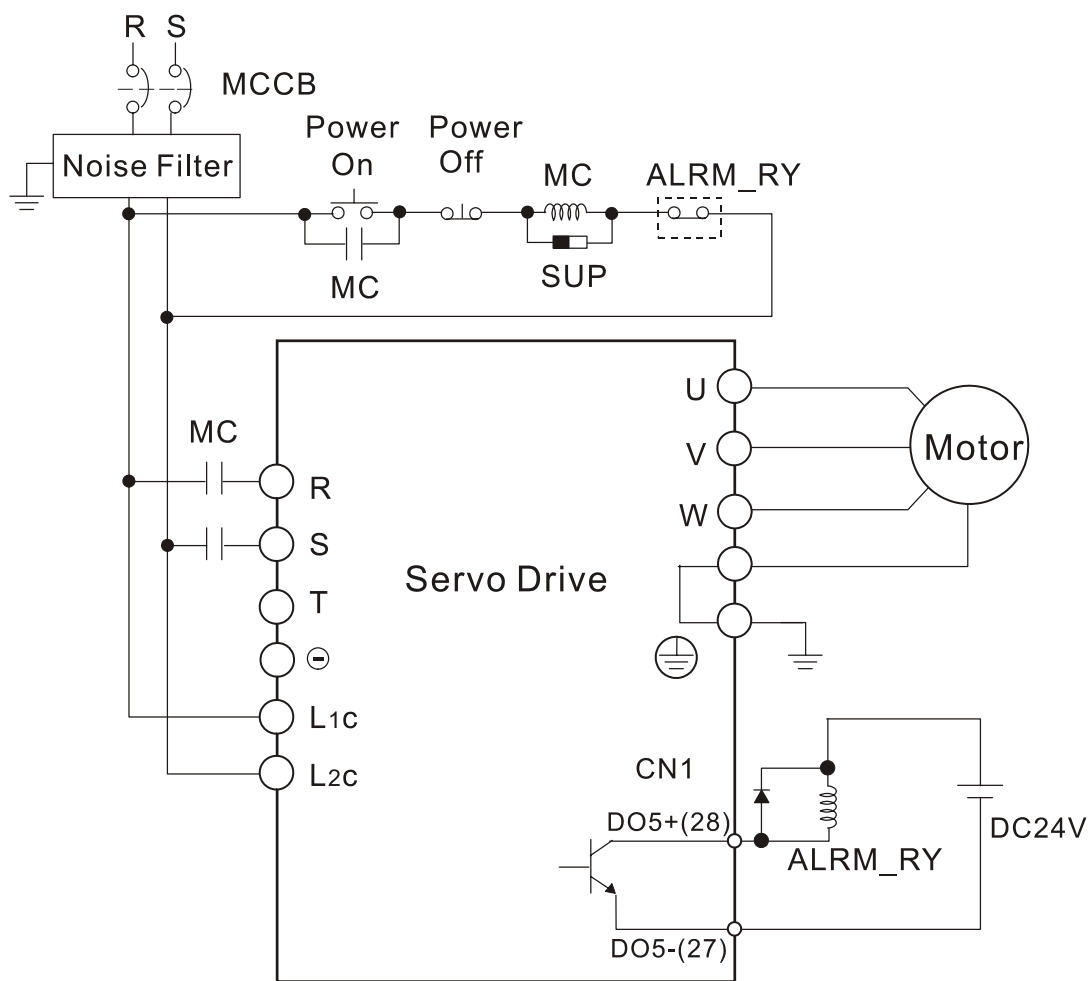 R S
MCCB
Noise Filter
Power
On
Power
Off
MC
ALRM_RY
MC
SUP
MC
R
S
T
L1c
L2c
Servo Drive
U
V
W
Motor
CN1
DO5+(28)
DO5-(27)
ALRM_RY
DC24V